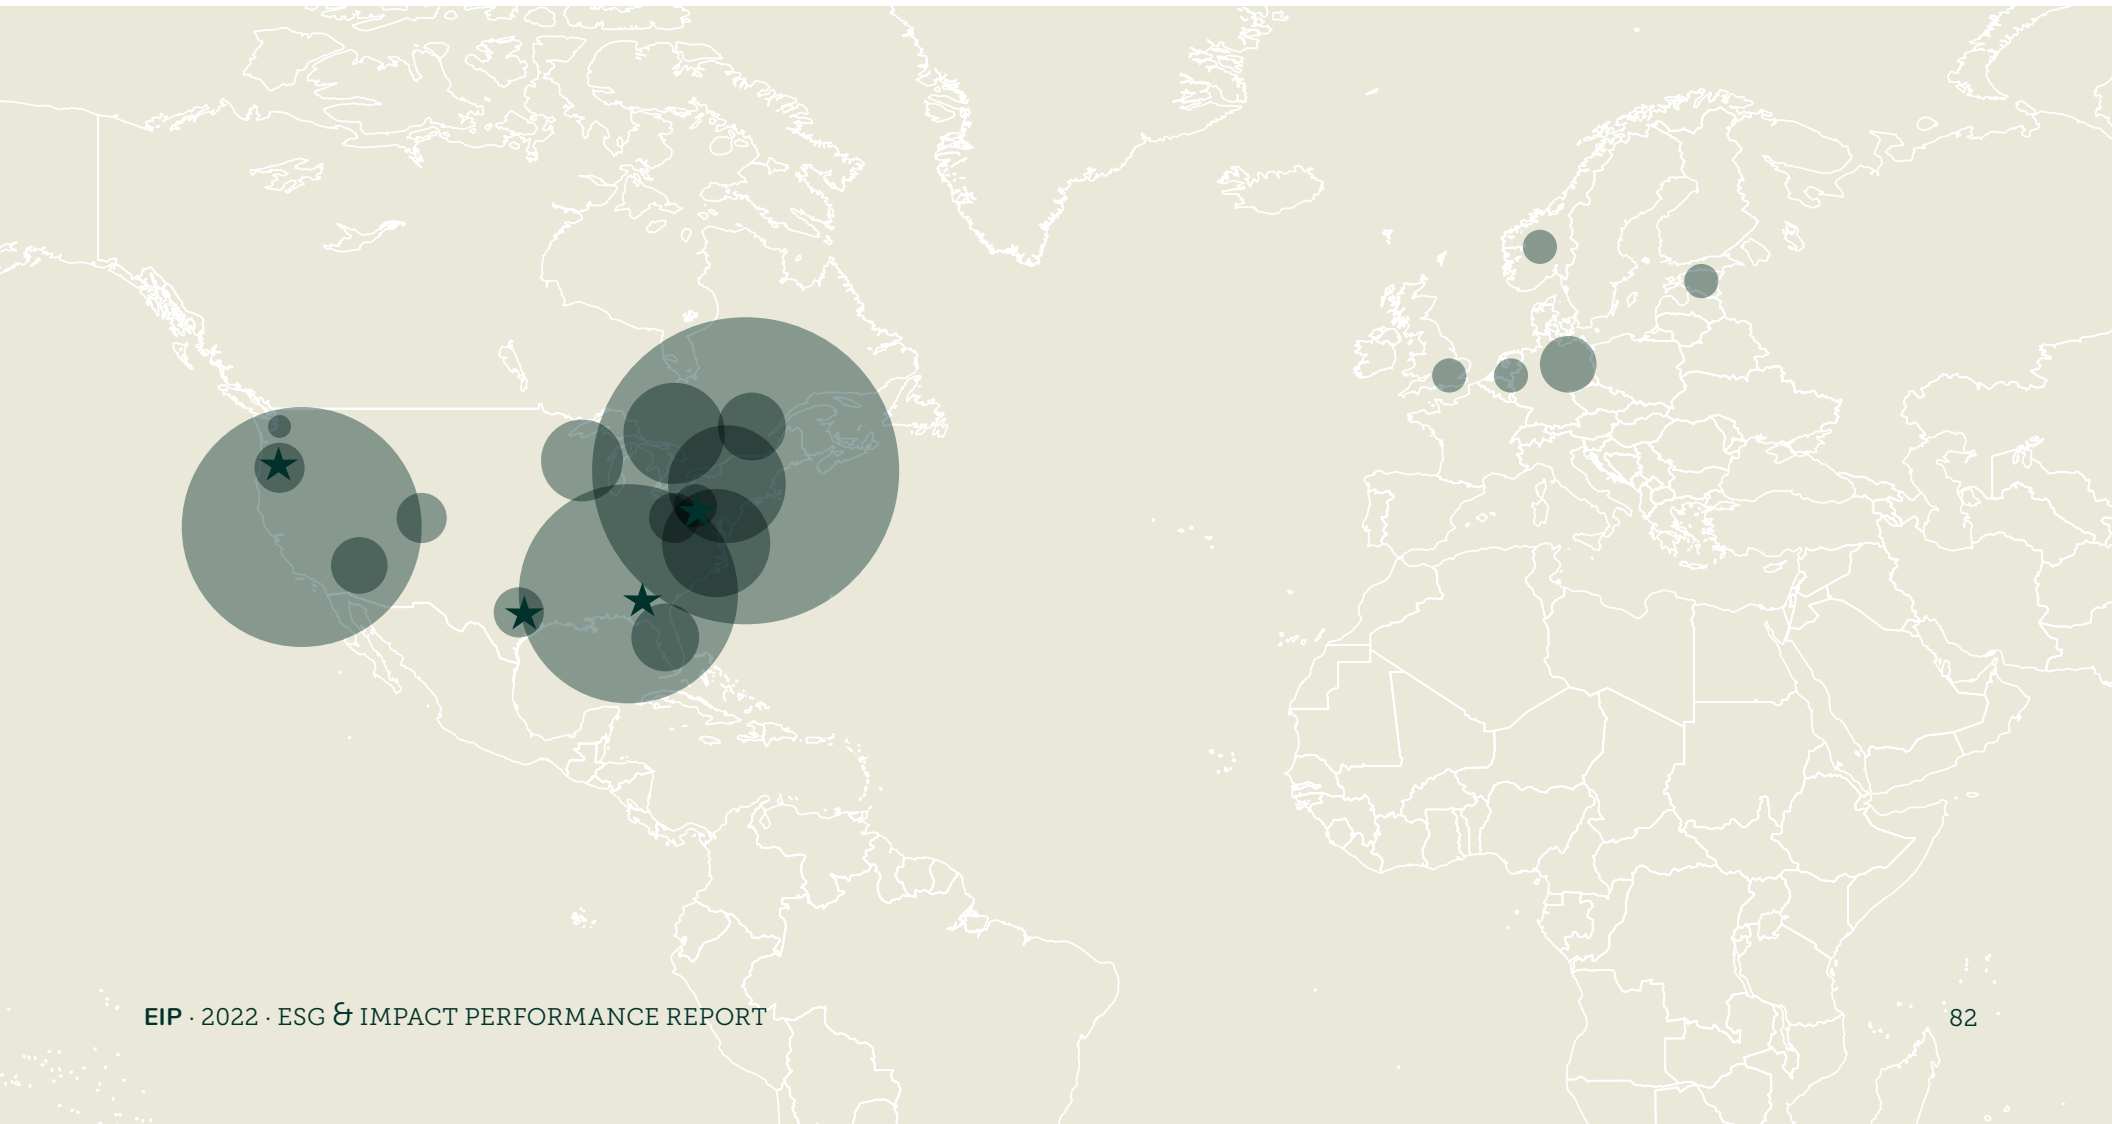 EIP · 2022 · ESG & IMPACT PERFORMANCE REPORT
82